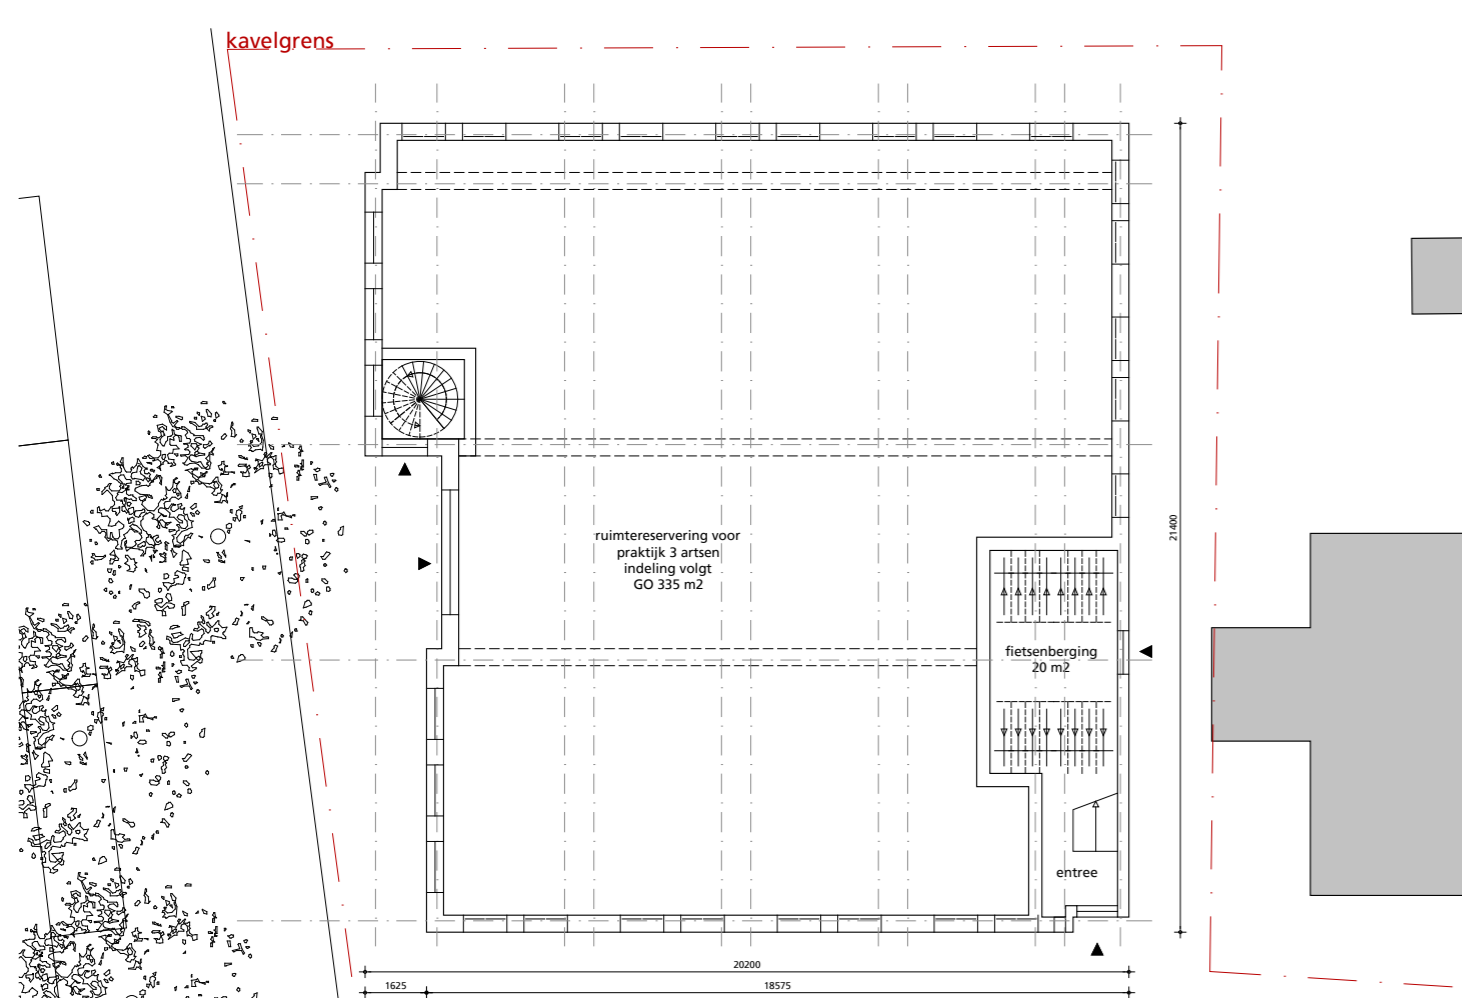 kavelgrens
ruimtereservering voor
praktijk 3 artsen
indeling volgt
GO 335 m2
21400
fietsenberging
20 m2
entree
20200
1625
18575